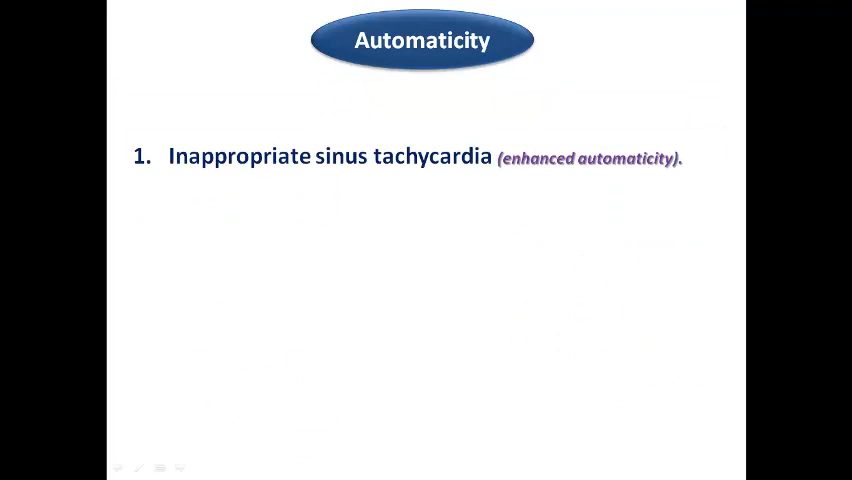 Automaticity
1. Inappropriate sinus tachycardia (enhanced automaticity).